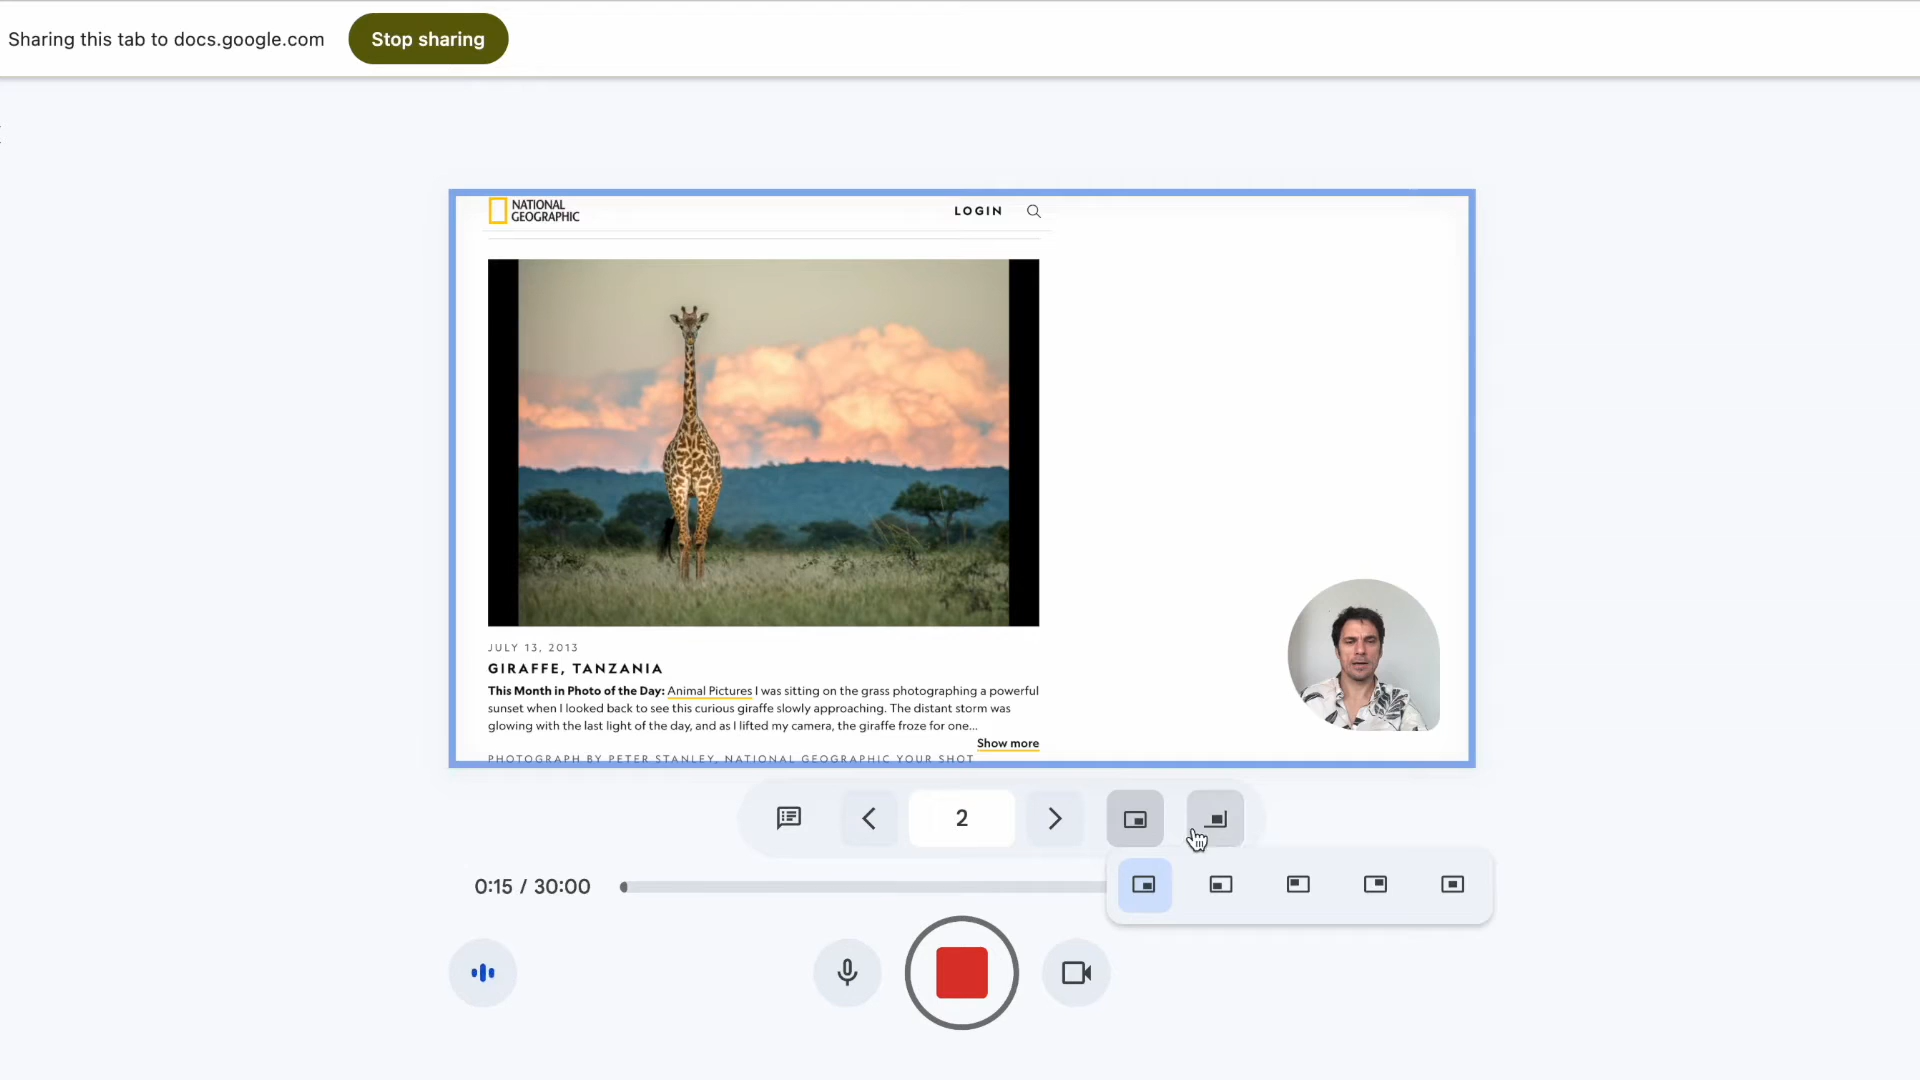 Sharing this tab to docs.google.com
Stop sharing
NATIONAL
GEOGRAPHIC
LOGIN
JULY 13, 2013
GIRAFFE, TANZANIA
This Month in Photo of the Day: Animal Pictures I was sitting on the grass photographing a powerful
sunset when I looked back to see this curious giraffe slowly approaching. The distant storm was
glowing with the last light of the day, and as I lifted my camera, the giraffe froze for one...
Show more
PHOTOGRAPH BY PETER STANLEY, NATIONAL GEOGRAPHIC YOUR SHOT
2
0:15 / 30:00